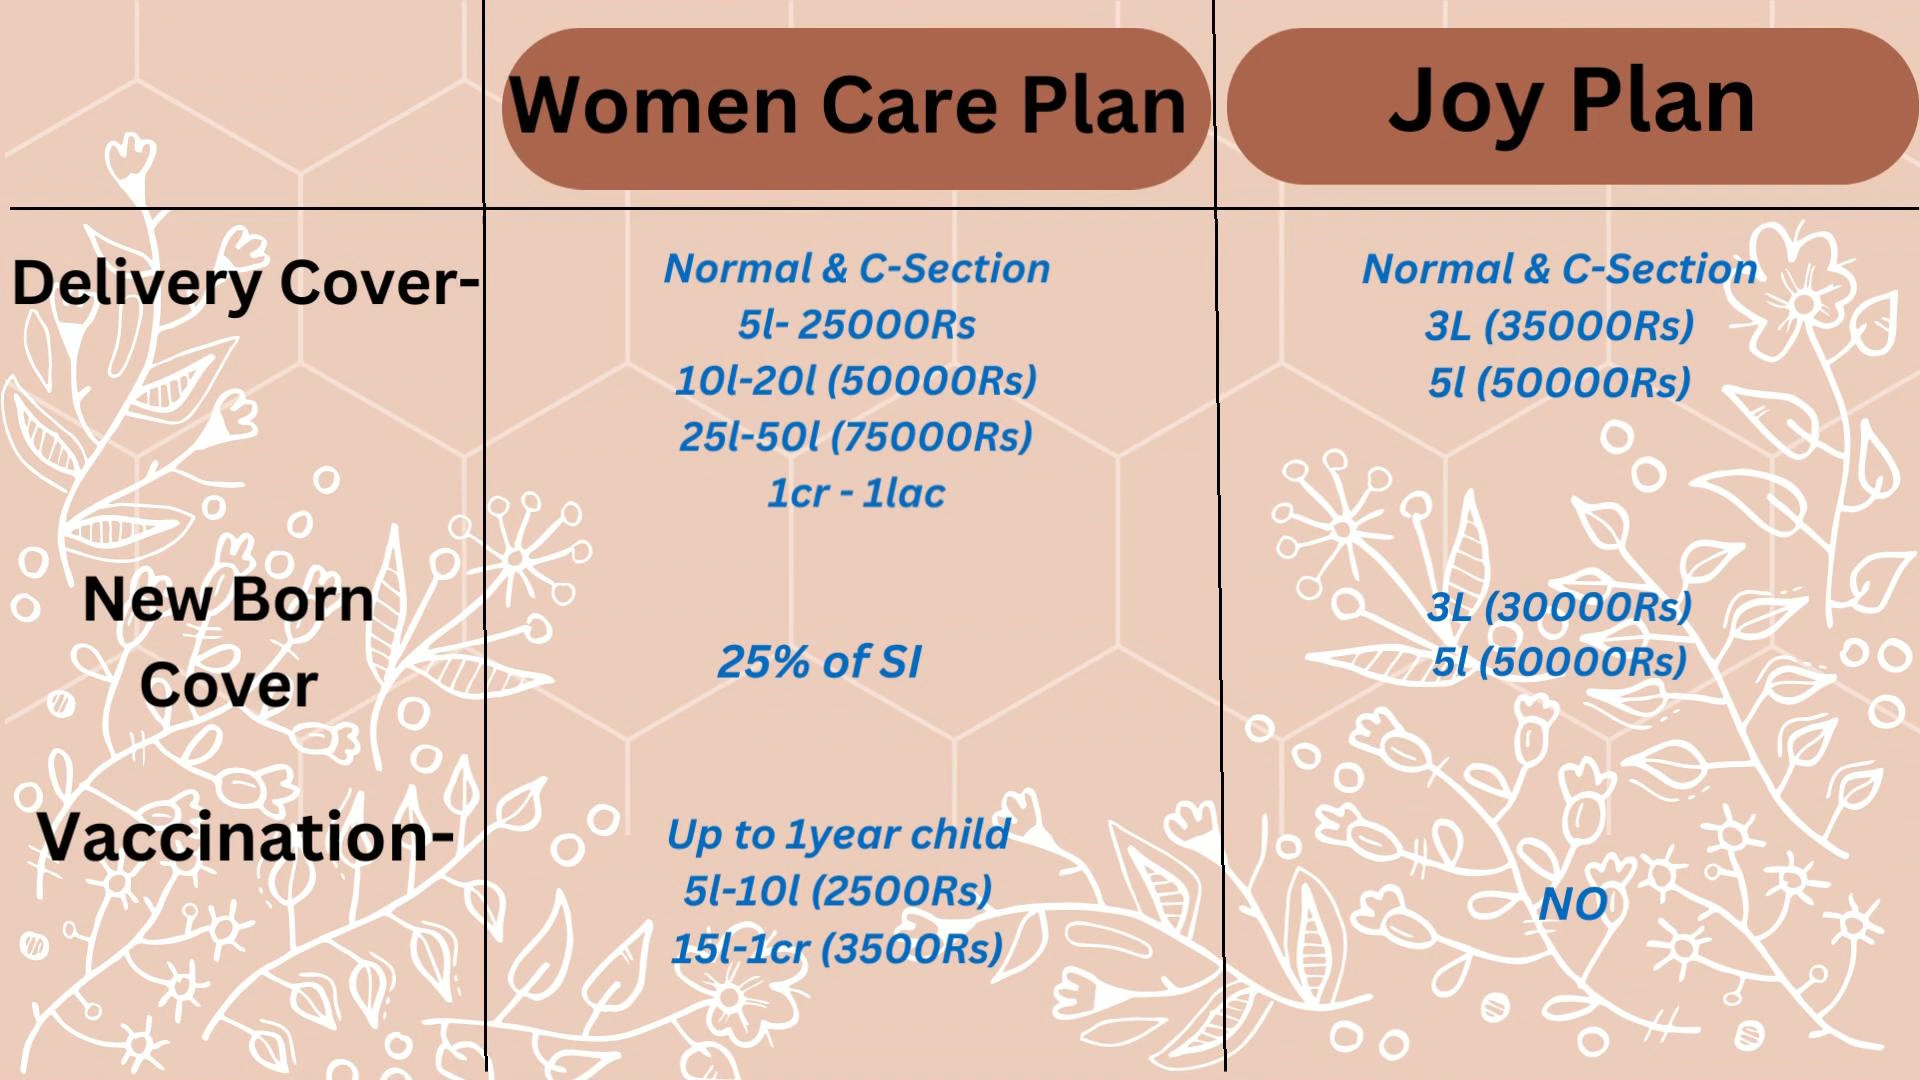 Women Care Plan
Joy Plan
Delivery Cover-
Normal & C-Section
5l- 25000Rs
10l-20l (50000Rs)
25l-50l (75000Rs)
1cr - 1lac
Normal & C-Section
3L (35000Rs)
5l (50000Rs)
New Born
Cover
25% of SI
3L (30000Rs)
5l (50000Rs)
Vaccination-
Up to 1year child
5l-10l (2500Rs)
15l-1cr (3500Rs)
NO